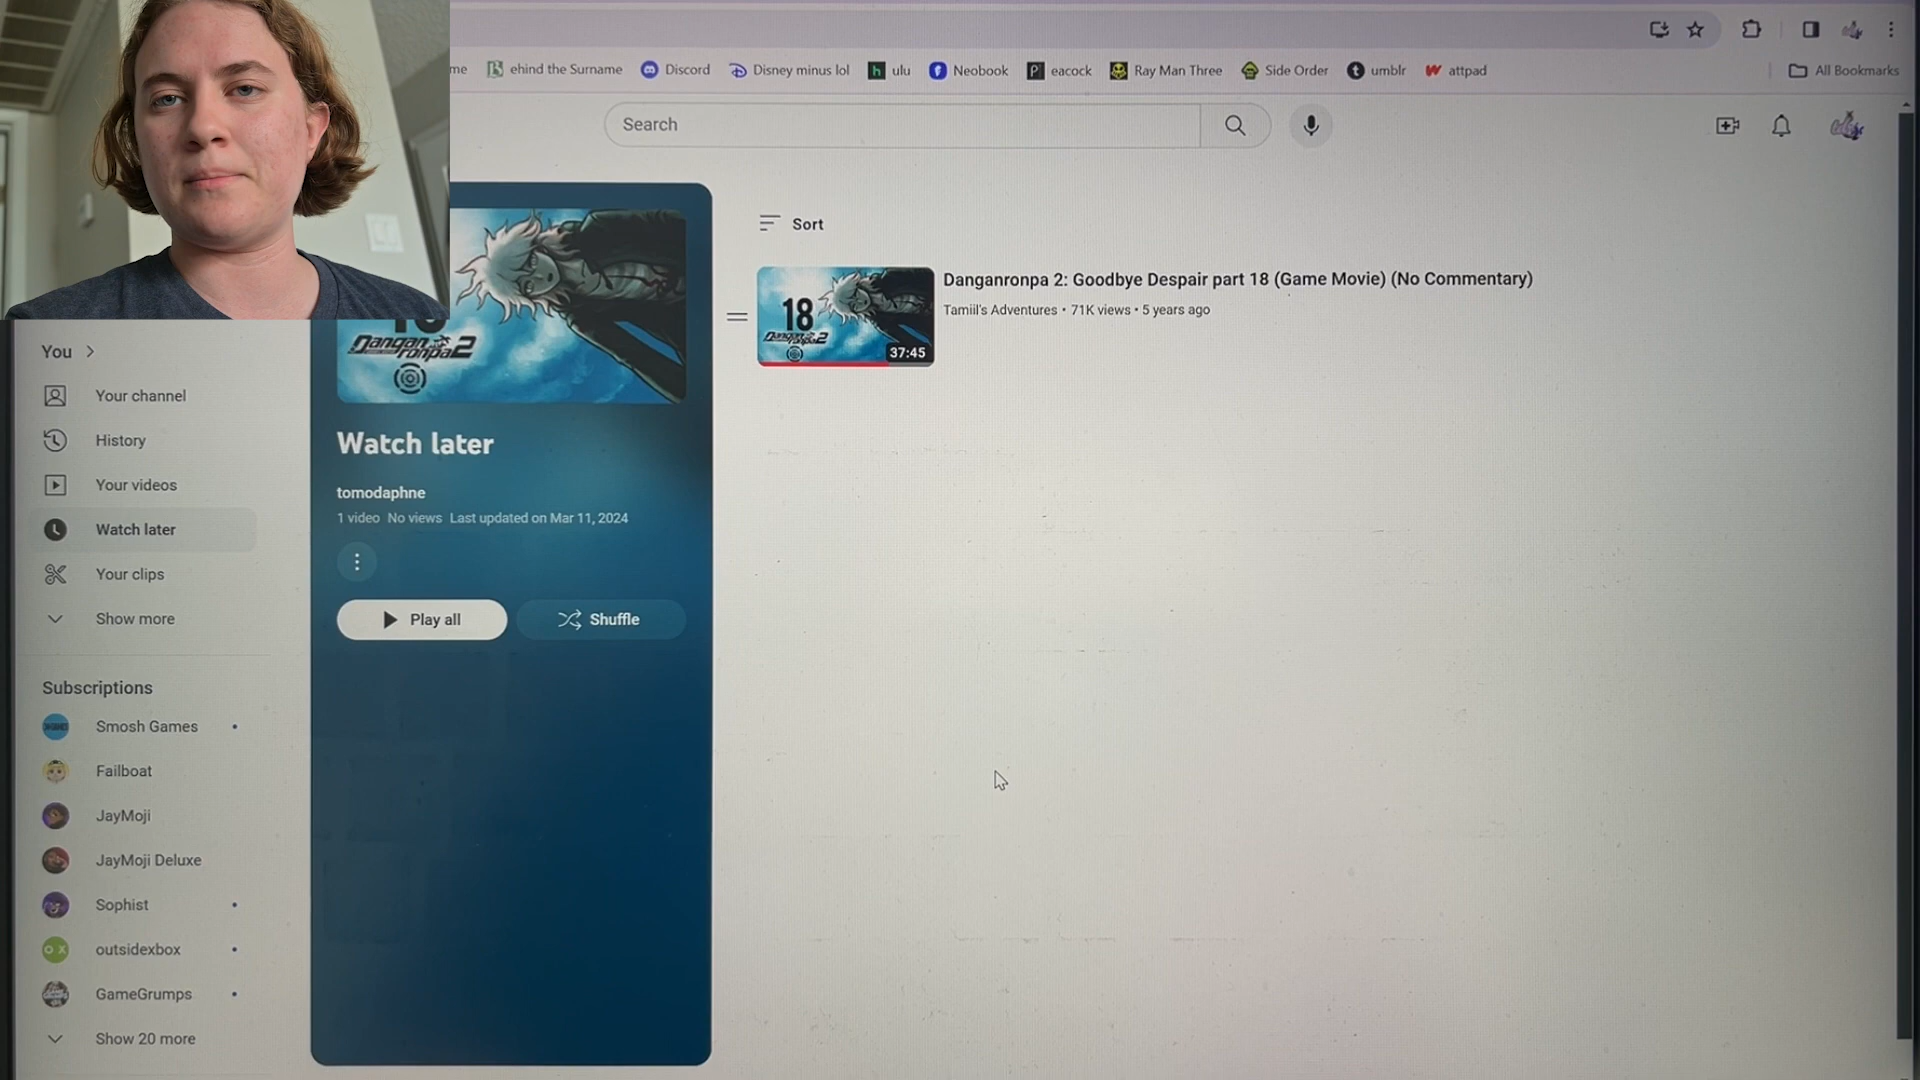 me
ehind the Surname
Discord
Disney minus lol
ulu
Neobook
eacock
Ray Man Three
Side Order
umblr
attpad
All Bookmarks
Search
Sort
18
Danganronpa2
37:45
Danganronpa 2: Goodbye Despair part 18 (Game Movie) (No Commentary)
Tamiil's Adventures • 71K views • 5 years ago
Danganronpa2
Watch later
tomodaphne
1 video No views Last updated on Mar 11, 2024
Play all
Shuffle
You
Your channel
History
Your videos
Watch later
Your clips
Show more
Subscriptions
Smosh Games
Failboat
JayMoji
JayMoji Deluxe
Sophist
outsidexbox
GameGrumps
Show 20 more